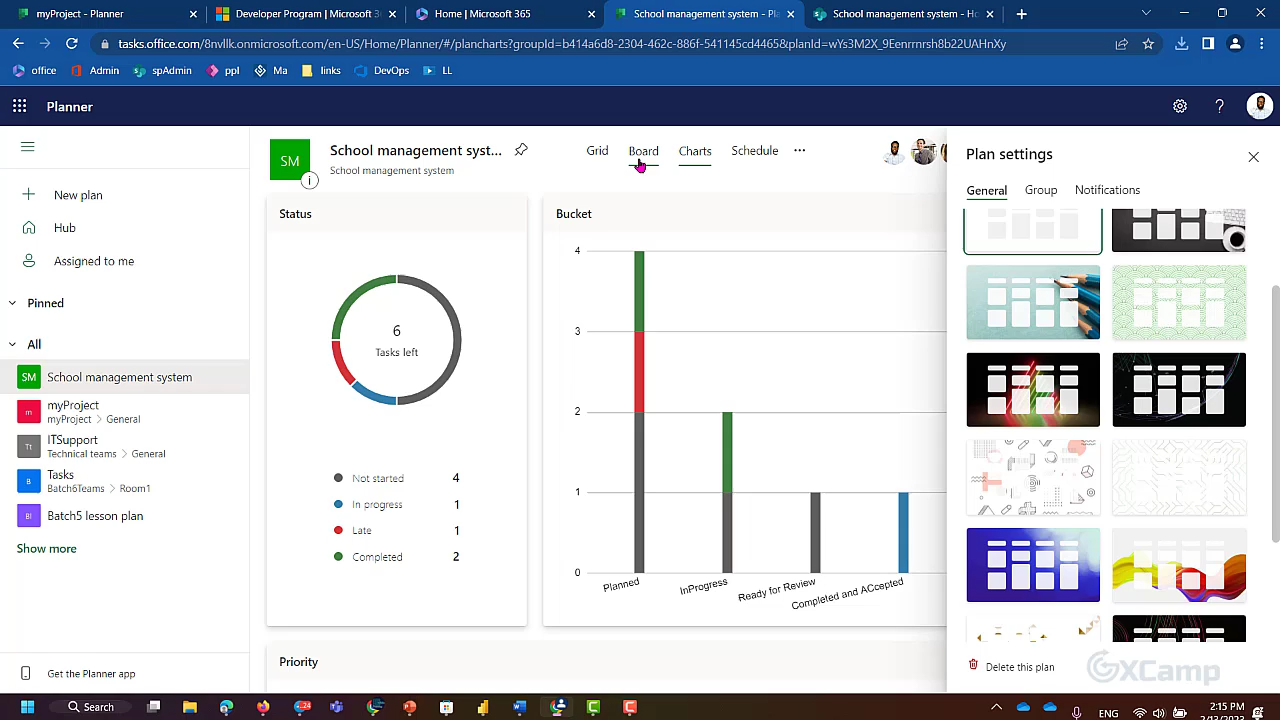 myProject - Planner
Developer Program | Microsoft 36
Home | Microsoft 365
School management system - Pla
School management system - Ho
tasks.office.com/8nvllk.onmicrosoft.com/en-US/Home/Planner/#/plancharts?groupId=b414a6d8-2304-462c-886f-541145cd4465&planId=wYs3M2X_9Eenrnrsh8b22UAHnXy
office
Admin
spAdmin
ppl
Ma
links
DevOps
LL
Planner
New plan
Hub
Assigned to me
Pinned
All
SM
School management system
m
myProject
myProject > General
Tt
ITSupport
Technical teams > General
B
Tasks
Batch6Teams > Room1
Bl
Batch5 lesson plan
Show more
Get the Planner app
SM
School management syst...
School management system
Grid
Board
Charts
Schedule
Status
6
Tasks left
Not started 4
In progress 1
Late 1
Completed 2
Bucket
4
3
2
1
0
Planned
InProgress
Ready for Review
Completed and ACcepted
Priority
Plan settings
General
Group
Notifications
Delete this plan
XCamp
Search
24
ENG
2:15 PM